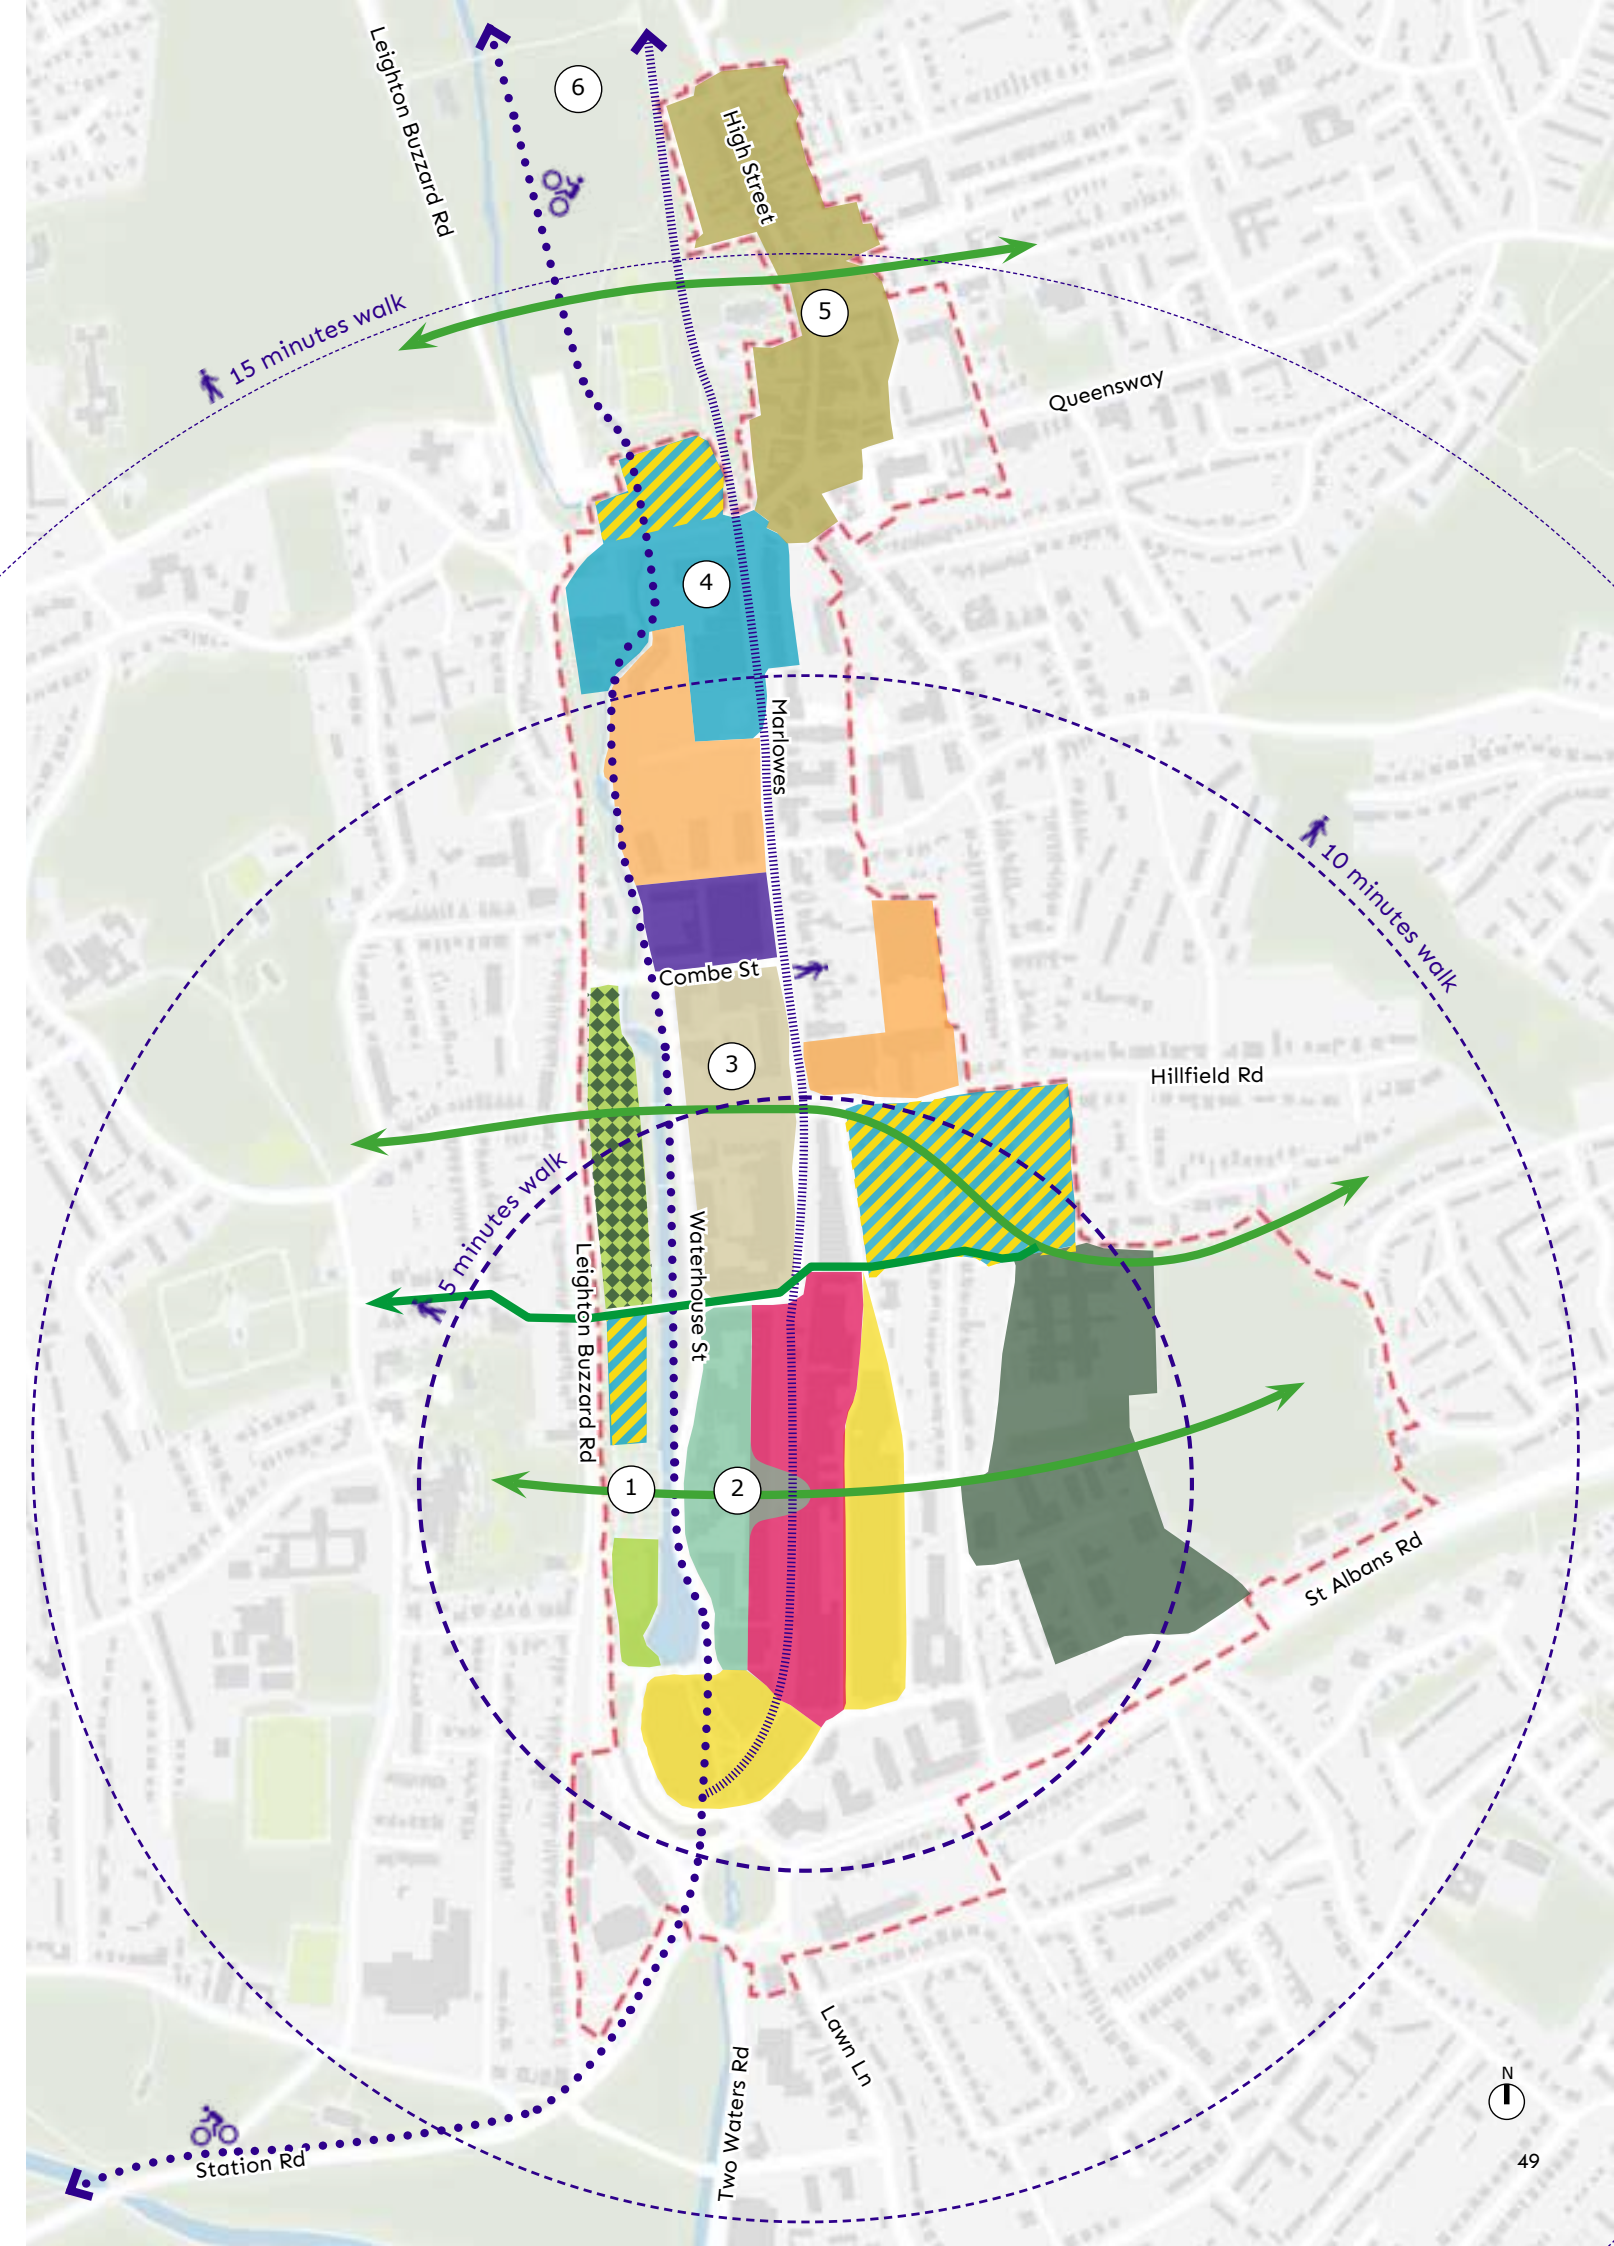 Leighton Buzzard Rd
6
High Street
15 minutes walk
5
Queensway
4
Marlowes
10 minutes walk
Combe St
3
Hillfield Rd
5 minutes walk
Waterhouse St
Leighton Buzzard Rd
1
2
St Albans Rd
Lawn Ln
Two Waters Rd
Station Rd
N
49